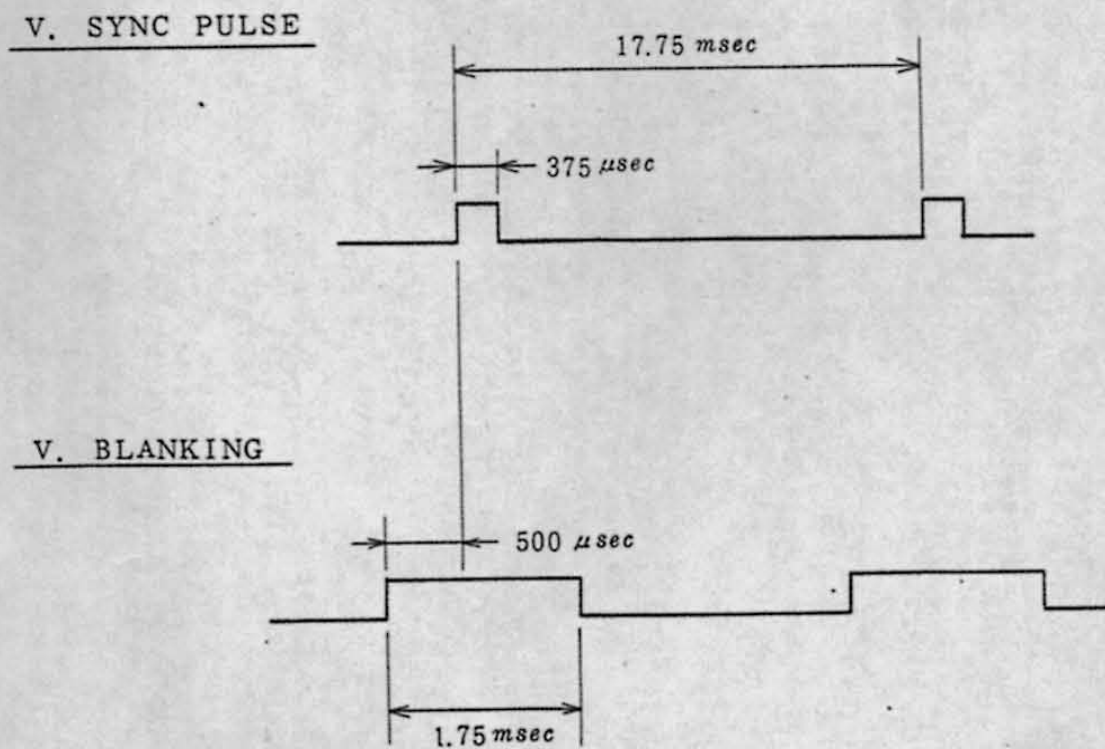 V. SYNC PULSE
17.75 msec
375 μsec
V. BLANKING
500 μsec
1.75 msec